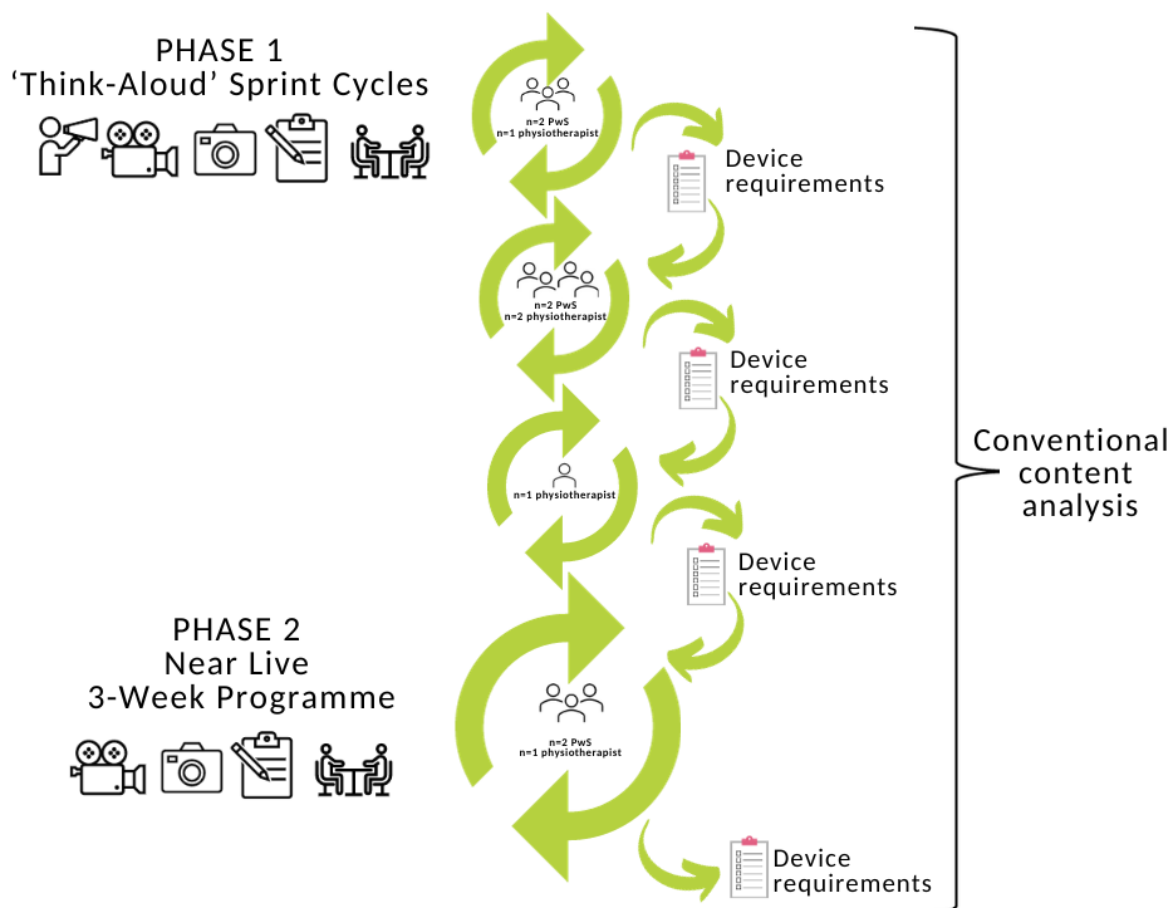 PHASE 1
‘Think-Aloud’ Sprint Cycles
n=2 PwS
n=1 physiotherapist
Device
requirements
n=2 PwS
n=2 physiotherapist
Device
requirements
n=1 physiotherapist
Device
requirements
PHASE 2
Near Live
3-Week Programme
n=2 PwS
n=1 physiotherapist
Device
requirements
Conventional
content
analysis